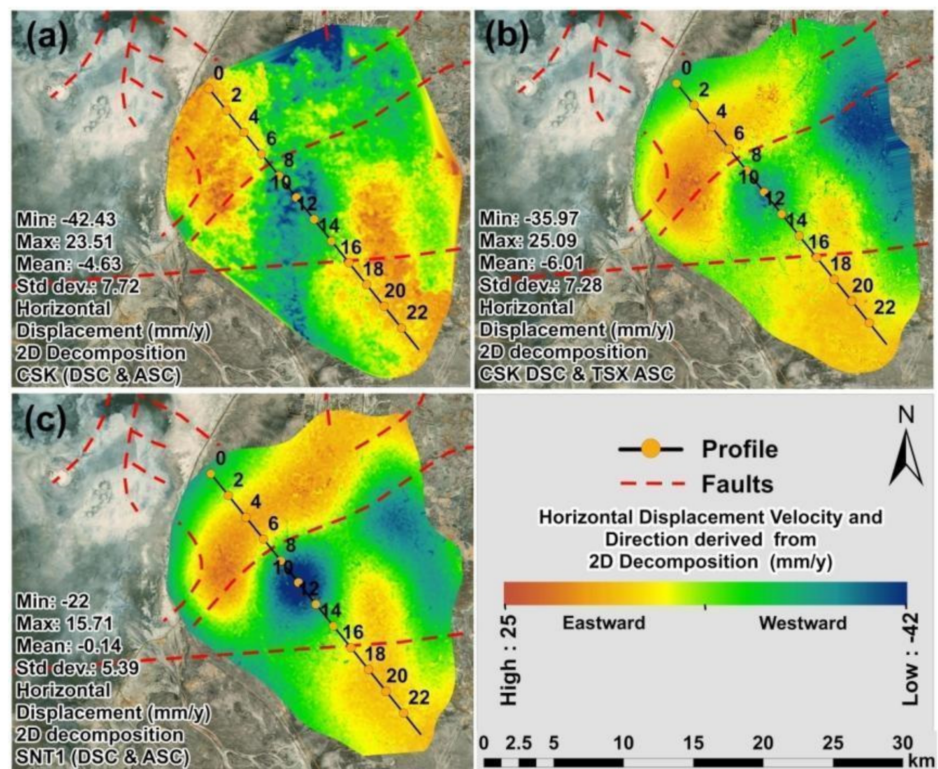 (a)
0
2
4
6
8
10
12
14
16
18
20
22
Min: -42.43
Max: 23.51
Mean: -4.63
Std dev.: 7.72
Horizontal
Displacement (mm/y)
2D Decomposition
CSK (DSC & ASC)
(b)
0
2
4
6
8
10
12
14
16
18
20
22
Min: -35.97
Max: 25.09
Mean: -6.01
Std dev.: 7.28
Horizontal
Displacement (mm/y)
2D decomposition
CSK DSC & TSX ASC
(c)
0
2
4
6
8
10
12
14
16
18
20
22
Min: -22
Max: 15.71
Mean: -0.14
Std dev.: 5.39
Horizontal
Displacement (mm/y)
2D decomposition
SNT1 (DSC & ASC)
N
Profile
Faults
Horizontal Displacement Velocity and
Direction derived from
2D Decomposition (mm/y)
Eastward Westward
High : 25
Low : -42
0 2.5 5 10 15 20 25 30
km